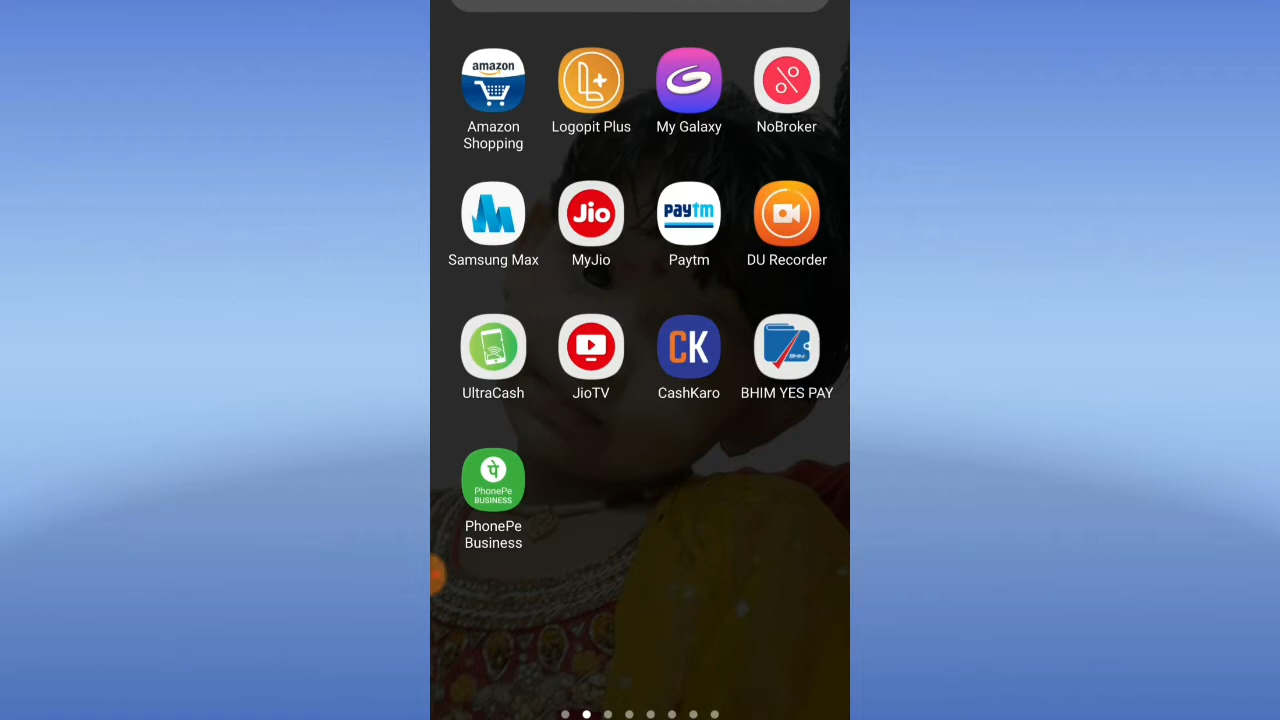 amazon
Amazon
Shopping
Logopit Plus
My Galaxy
NoBroker
Samsung Max
Jio
MyJio
paytm
Paytm
DU Recorder
UltraCash
JioTV
CK
CashKaro
BHIM
BHIM YES PAY
पे
PhonePe
BUSINESS
PhonePe
Business